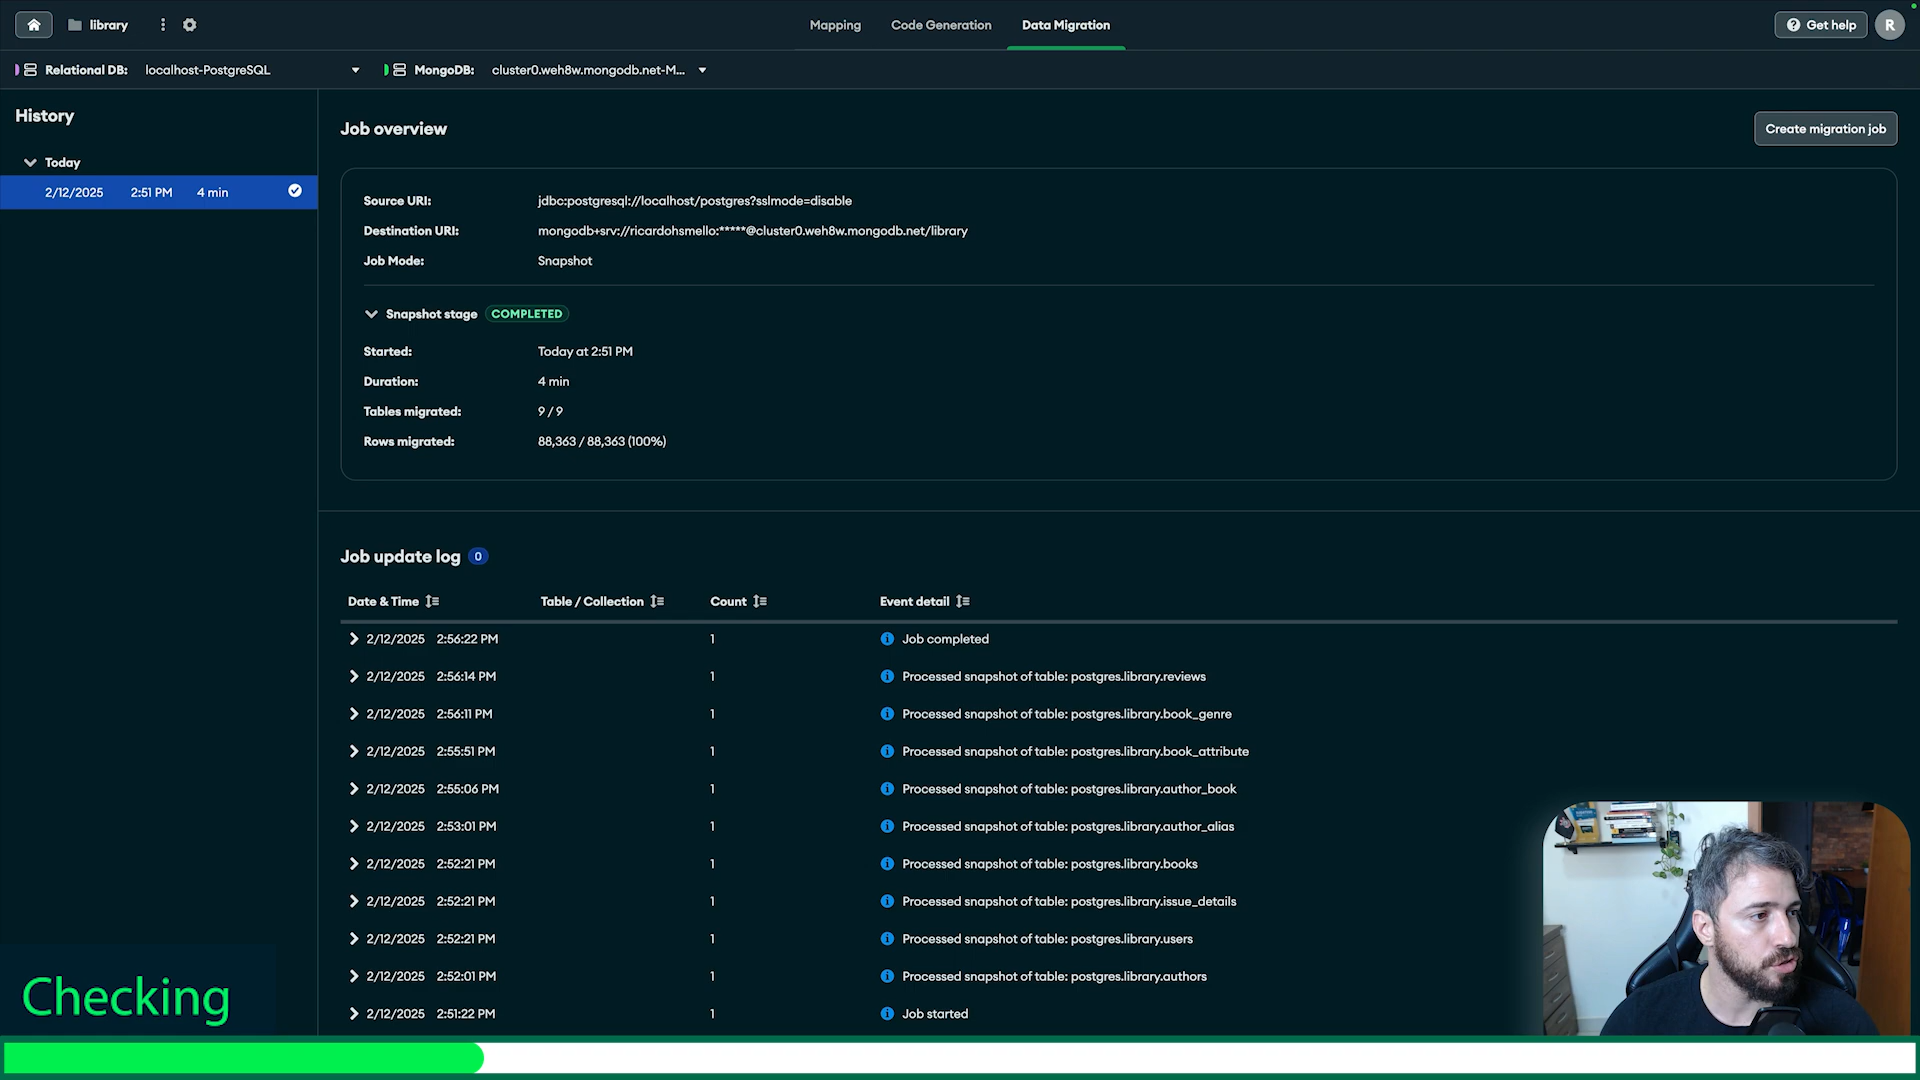 library
Mapping
Code Generation
Data Migration
Get help
R
Relational DB:
localhost-PostgreSQL
MongoDB:
cluster0.weh8w.mongodb.net-M...
History
Today
2/12/2025 2:51 PM 4 min
Job overview
Create migration job
Source URI: jdbc:postgresql://localhost/postgres?sslmode=disable
Destination URI: mongodb+srv://ricardohsmello:*****@cluster0.weh8w.mongodb.net/library
Job Mode: Snapshot
Snapshot stage COMPLETED
Started: Today at 2:51 PM
Duration: 4 min
Tables migrated: 9 / 9
Rows migrated: 88,363 / 88,363 (100%)
Job update log 0
Date & Time Table / Collection Count Event detail
2/12/2025 2:56:22 PM 1 Job completed
2/12/2025 2:56:14 PM 1 Processed snapshot of table: postgres.library.reviews
2/12/2025 2:56:11 PM 1 Processed snapshot of table: postgres.library.book_genre
2/12/2025 2:55:51 PM 1 Processed snapshot of table: postgres.library.book_attribute
2/12/2025 2:55:06 PM 1 Processed snapshot of table: postgres.library.author_book
2/12/2025 2:53:01 PM 1 Processed snapshot of table: postgres.library.author_alias
2/12/2025 2:52:21 PM 1 Processed snapshot of table: postgres.library.books
2/12/2025 2:52:21 PM 1 Processed snapshot of table: postgres.library.issue_details
2/12/2025 2:52:21 PM 1 Processed snapshot of table: postgres.library.users
2/12/2025 2:52:01 PM 1 Processed snapshot of table: postgres.library.authors
2/12/2025 2:51:22 PM 1 Job started
Checking